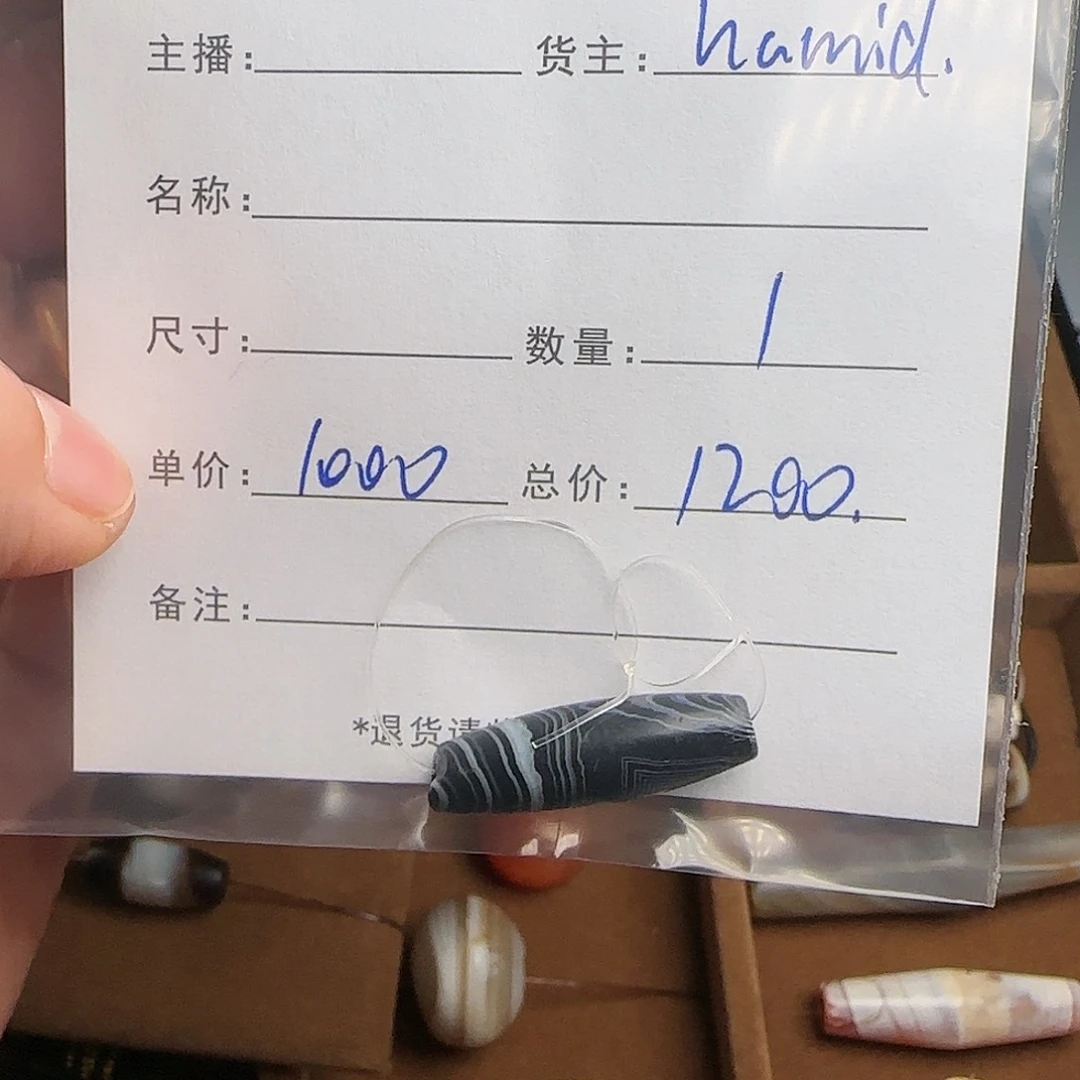 主播: 货主: hamid.
名称:
尺寸: 数量: 1
单价: 1000 总价: 1200.
备注:
*退货请